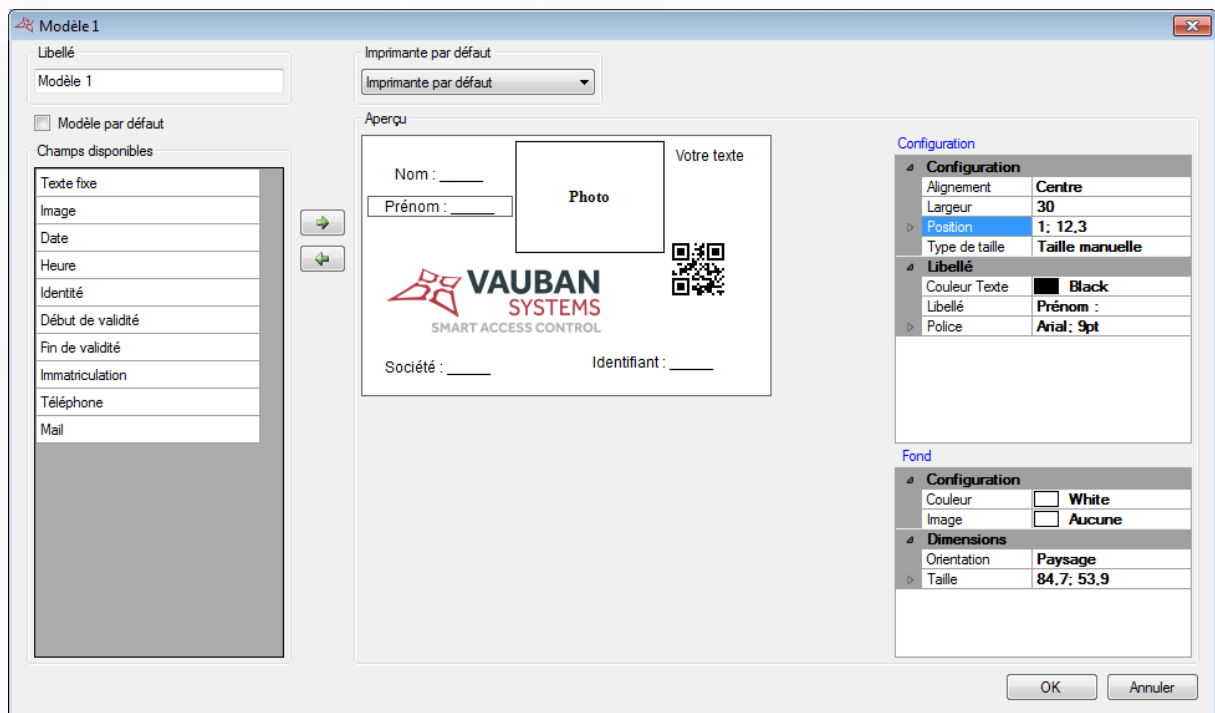 Modèle 1
Libellé
Modèle 1
Imprimante par défaut
Imprimante par défaut
Modèle par défaut
Champs disponibles
Texte fixe
Image
Date
Heure
Identité
Début de validité
Fin de validité
Immatriculation
Téléphone
Mail
Aperçu
Nom : _____
Prénom : _____
Photo
Votre texte
VAUBAN
SYSTEMS
SMART ACCESS CONTROL
Société : _____
Identifiant : _____
Configuration
Configuration
Alignement Centre
Largeur 30
Position 1; 12,3
Type de taille Taille manuelle
Libellé
Couleur Texte Black
Libellé Prénom :
Police Arial; 9pt
Fond
Configuration
Couleur White
Image Aucune
Dimensions
Orientation Paysage
Taille 84,7; 53,9
OK
Annuler